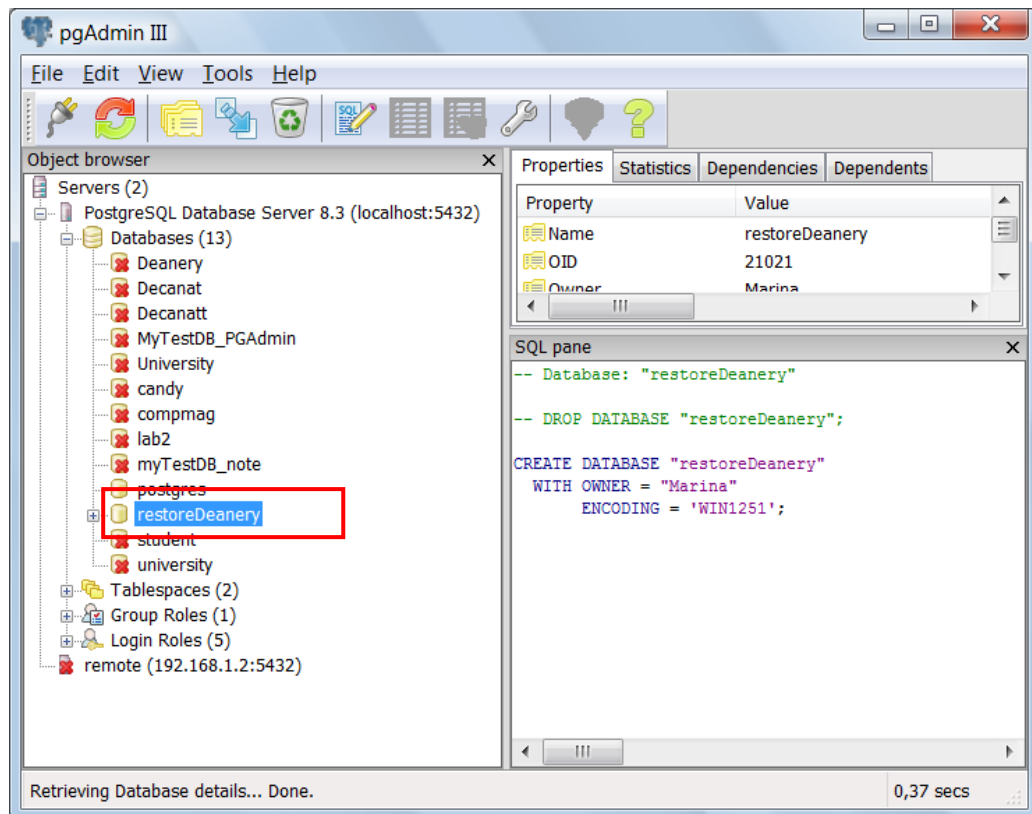 pgAdmin III
File Edit View Tools Help
SQL
Object browser
Servers (2)
PostgreSQL Database Server 8.3 (localhost:5432)
Databases (13)
Deanery
Decanat
Decanatt
MyTestDB_PGAdmin
University
candy
compmag
lab2
myTestDB_note
postgres
restoreDeanery
student
university
Tablespaces (2)
Group Roles (1)
Login Roles (5)
remote (192.168.1.2:5432)
Properties Statistics Dependencies Dependents
Property Value
Name restoreDeanery
OID 21021
Owner Marina
SQL pane
-- Database: "restoreDeanery"
-- DROP DATABASE "restoreDeanery";
CREATE DATABASE "restoreDeanery"
WITH OWNER = "Marina"
ENCODING = 'WIN1251';
Retrieving Database details... Done. 0,37 secs